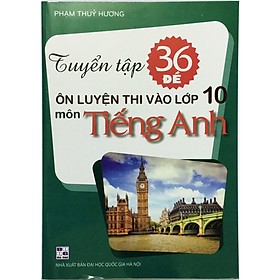 PHẠM THUỶ HƯƠNG
Tuyển tập 36 ĐỀ
ÔN LUYỆN THI VÀO LỚP 10
môn Tiếng Anh
NHÀ XUẤT BẢN ĐẠI HỌC QUỐC GIA HÀ NỘI